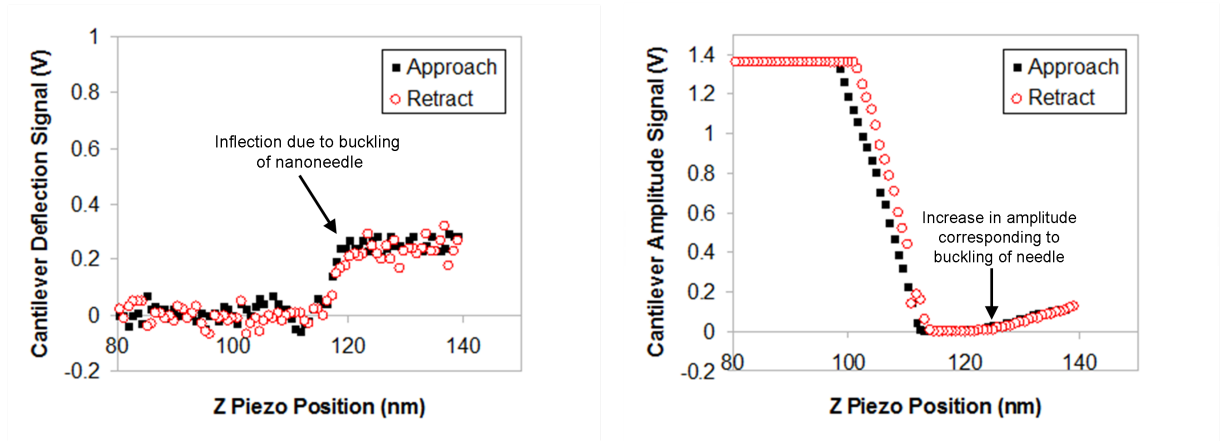 1
0.8
0.6
0.4
0.2
0
-0.2
80
100
120
140
Cantilever Deflection Signal (V)
Z Piezo Position (nm)
Approach
Retract
Inflection due to buckling
of nanoneedle
1.4
1.2
1
0.8
0.6
0.4
0.2
0
-0.2
80
100
120
140
Cantilever Amplitude Signal (V)
Z Piezo Position (nm)
Approach
Retract
Increase in amplitude
corresponding to
buckling of needle